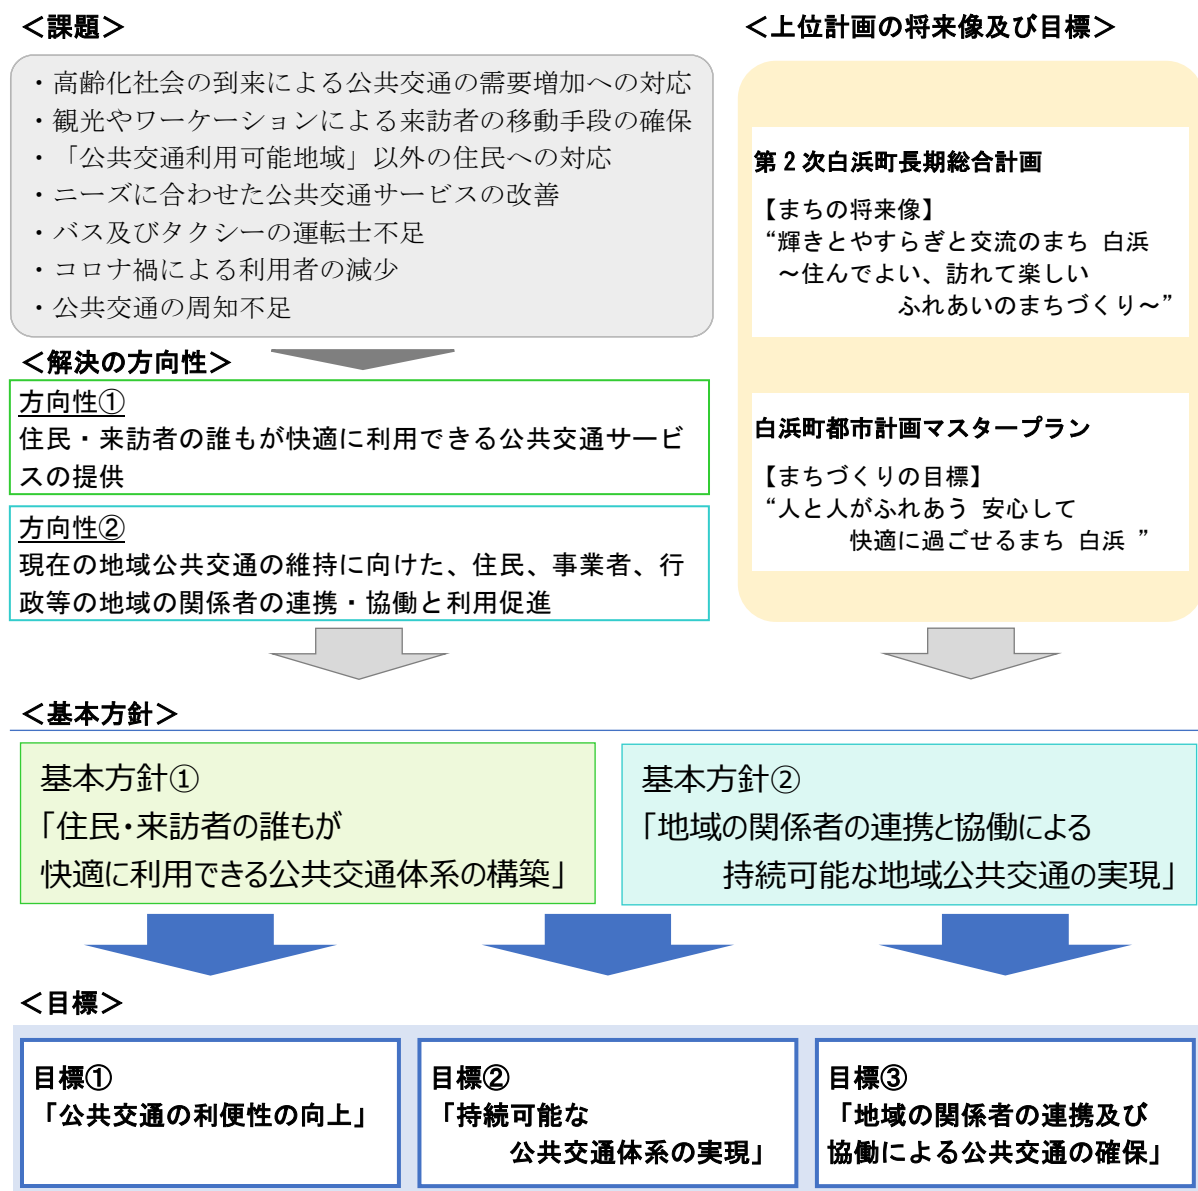 ＜課題＞
・高齢化社会の到来による公共交通の需要増加への対応
・観光やワーケーションによる来訪者の移動手段の確保
・「公共交通利用可能地域」以外の住民への対応
・ニーズに合わせた公共交通サービスの改善
・バス及びタクシーの運転士不足
・コロナ禍による利用者の減少
・公共交通の周知不足
＜解決の方向性＞
方向性①
住民・来訪者の誰もが快適に利用できる公共交通サービ
スの提供
方向性②
現在の地域公共交通の維持に向けた、住民、事業者、行
政等の地域の関係者の連携・協働と利用促進
＜上位計画の将来像及び目標＞
第２次白浜町長期総合計画
【まちの将来像】
“輝きとやすらぎと交流のまち 白浜
～住んでよい、訪れて楽しい
ふれあいのまちづくり～”
白浜町都市計画マスタープラン
【まちづくりの目標】
“人と人がふれあう 安心して
快適に過ごせるまち 白浜 ”
＜基本方針＞
基本方針①
「住民・来訪者の誰もが
快適に利用できる公共交通体系の構築」
基本方針②
「地域の関係者の連携と協働による
持続可能な地域公共交通の実現」
＜目標＞
目標①
「公共交通の利便性の向上」
目標②
「持続可能な
公共交通体系の実現」
目標③
「地域の関係者の連携及び
協働による公共交通の確保」